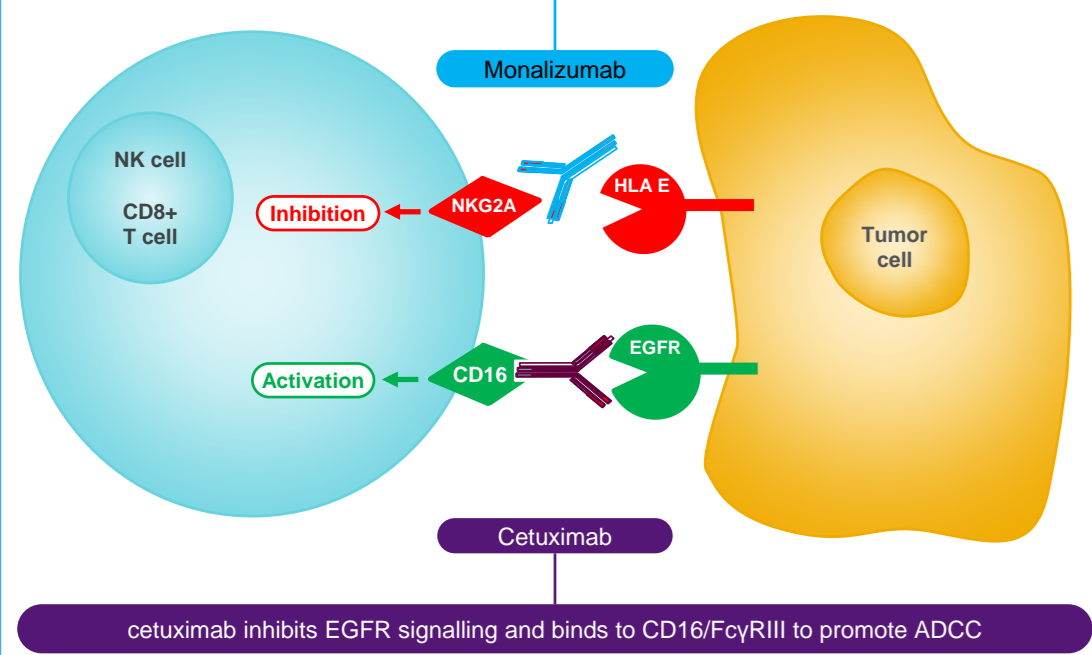 Monalizumab
NK cell
CD8+
T cell
Inhibition
NKG2A
HLA E
Tumor
cell
Activation
CD16
EGFR
Cetuximab
cetuximab inhibits EGFR signalling and binds to CD16/FcγRIII to promote ADCC